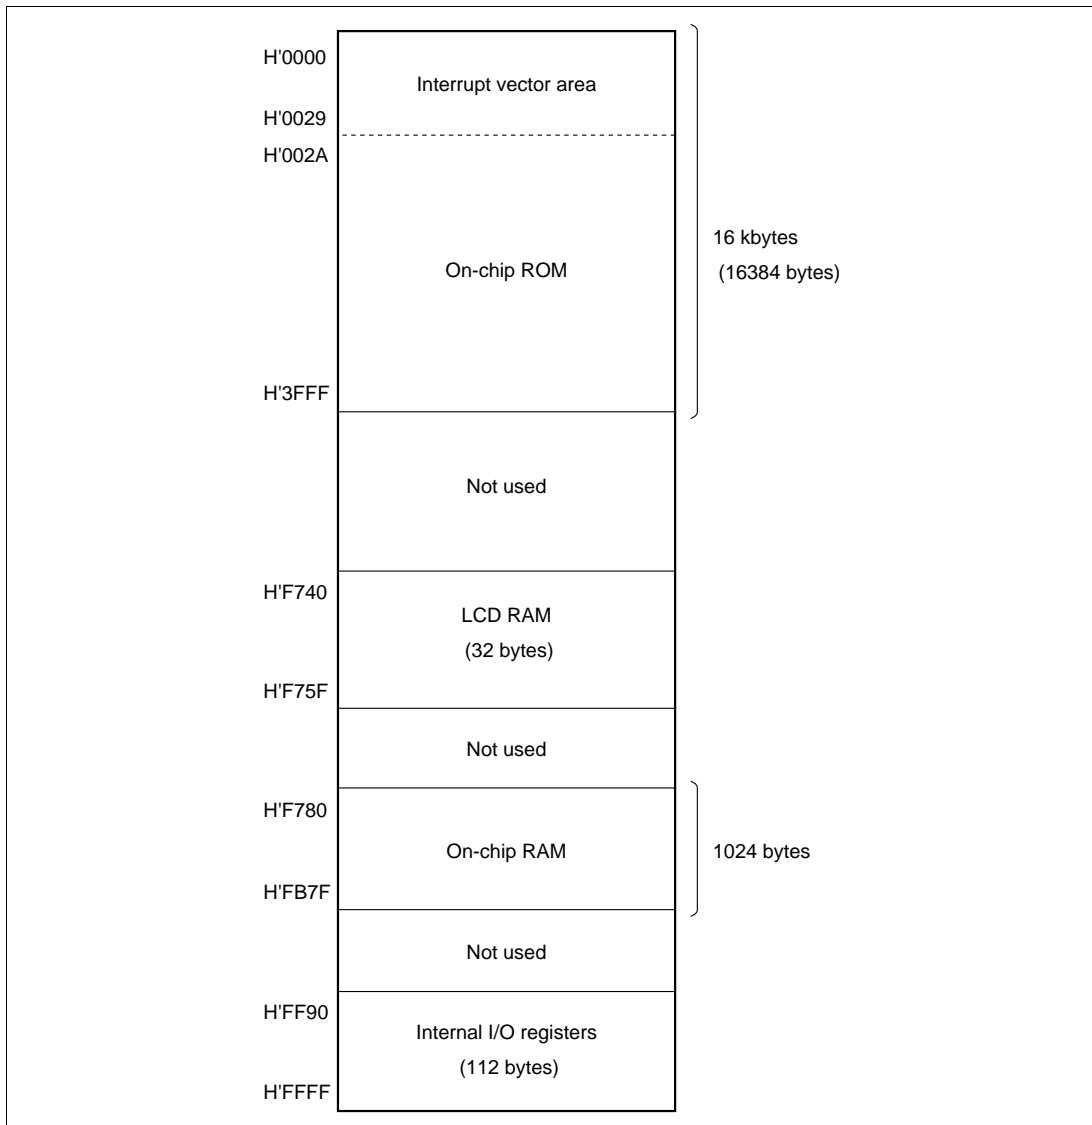 H'0000
Interrupt vector area
H'0029
H'002A
16 kbytes
(16384 bytes)
On-chip ROM
H'3FFF
Not used
H'F740
LCD RAM
(32 bytes)
H'F75F
Not used
H'F780
On-chip RAM
1024 bytes
H'FB7F
Not used
H'FF90
Internal I/O registers
(112 bytes)
H'FFFF